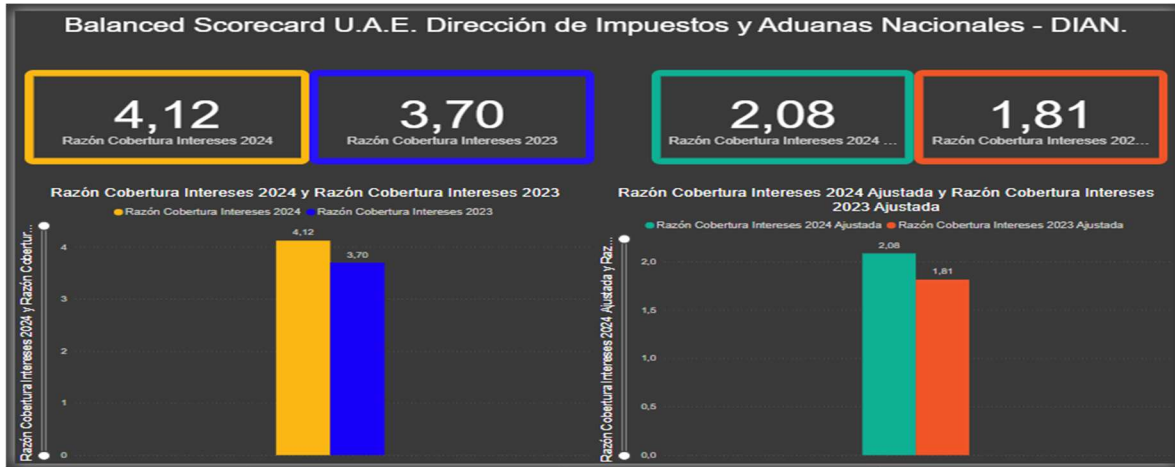 Balanced Scorecard U.A.E. Dirección de Impuestos y Aduanas Nacionales - DIAN.
4,12
Razón Cobertura Intereses 2024
3,70
Razón Cobertura Intereses 2023
2,08
Razón Cobertura Intereses 2024 ...
1,81
Razón Cobertura Intereses 202...
Razón Cobertura Intereses 2024 y Razón Cobertura Intereses 2023
Razón Cobertura Intereses 2024 Razón Cobertura Intereses 2023
Razón Cobertura Intereses 2024 y Razón Cobertur...
4
3
2
1
0
4,12
3,70
Razón Cobertura Intereses 2024 Ajustada y Razón Cobertura Intereses
2023 Ajustada
Razón Cobertura Intereses 2024 Ajustada Razón Cobertura Intereses 2023 Ajustada
Razón Cobertura Intereses 2024 Ajustada y Raz...
2,0
1,5
1,0
0,5
0,0
2,08
1,81